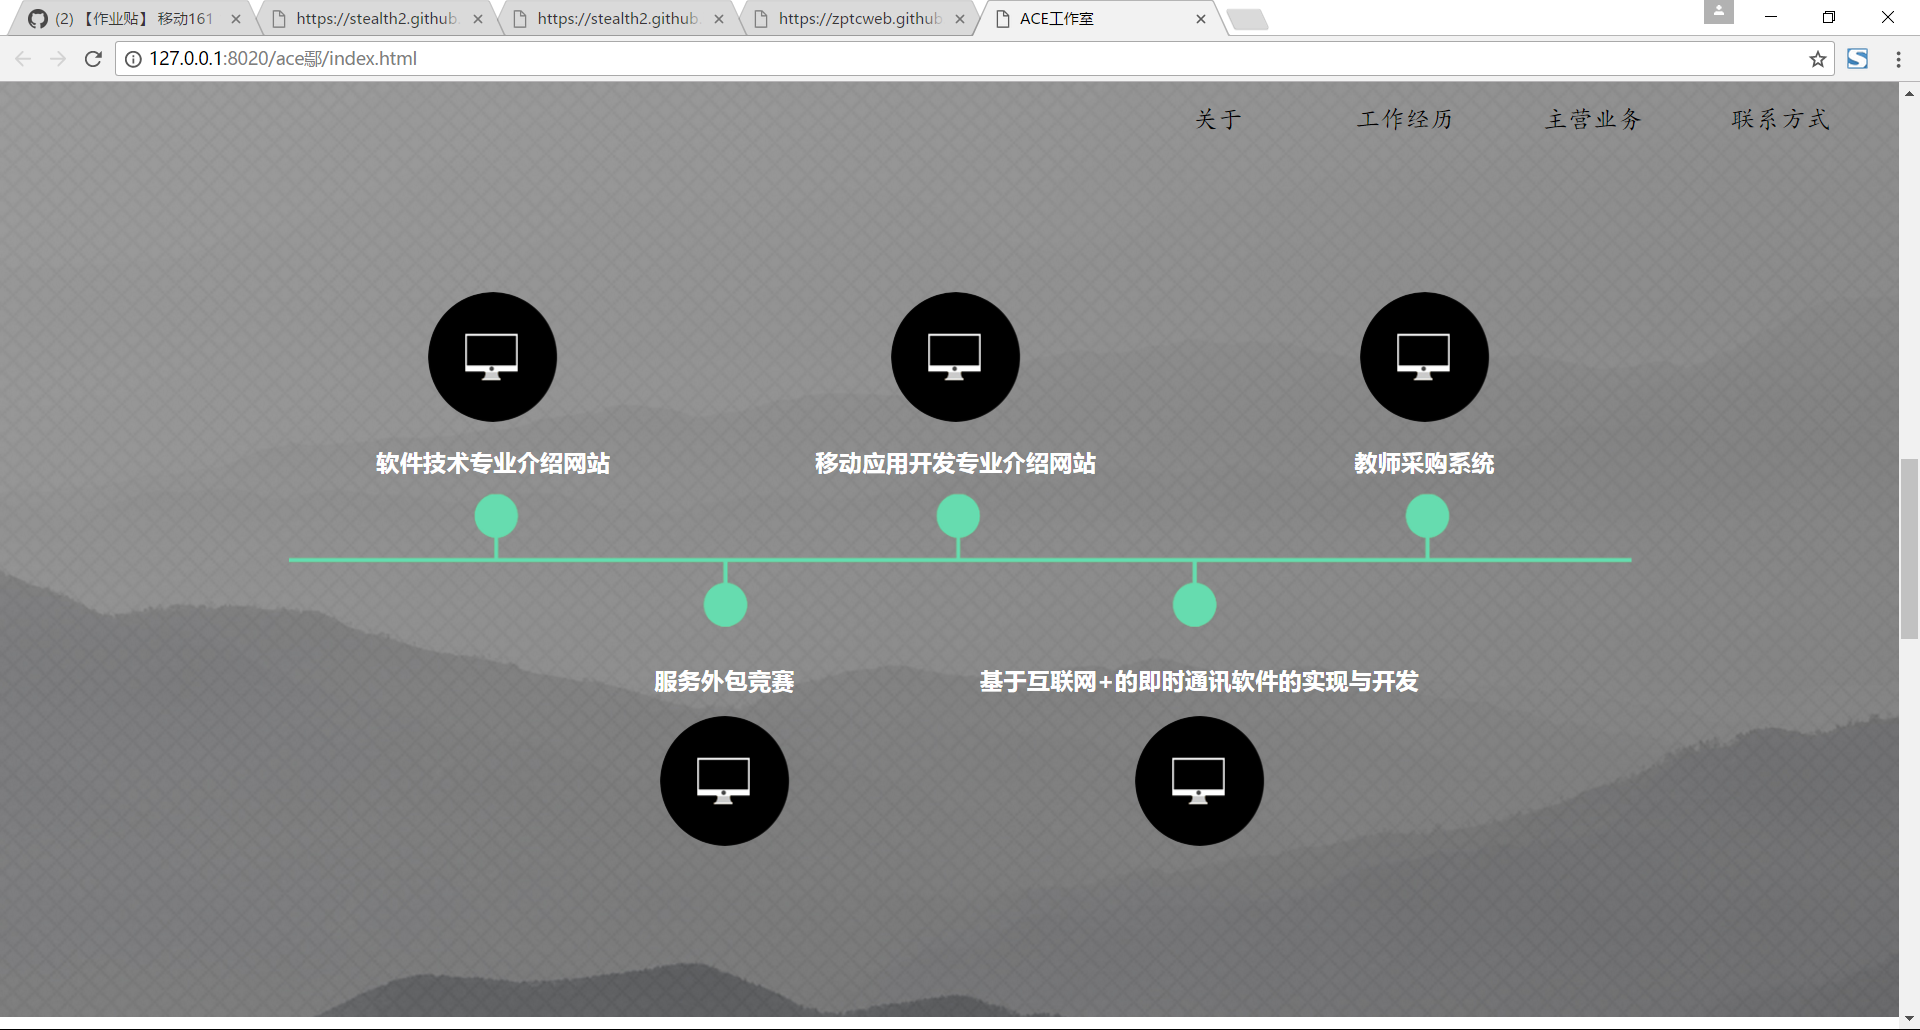 (2) 【作业贴】 移动161
https://stealth2.github.
https://stealth2.github.
https://zptcweb.github
ACE工作室
127.0.0.1:8020/ace鄢/index.html
关于 工作经历 主营业务 联系方式
软件技术专业介绍网站 移动应用开发专业介绍网站 教师采购系统
服务外包竞赛 基于互联网+的即时通讯软件的实现与开发